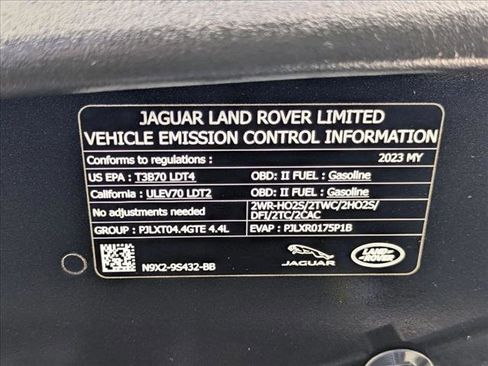 JAGUAR LAND ROVER LIMITED
VEHICLE EMISSION CONTROL INFORMATION
Conforms to regulations : 2023 MY
US EPA : T3B70 LDT4 OBD: II FUEL : Gasoline
California : ULEV70 LDT2 OBD: II FUEL : Gasoline
No adjustments needed 2WR-HO2S/2TWC/2HO2S/
DFI/2TC/2CAC
GROUP : PJLXT04.4GTE 4.4L EVAP : PJLXR0175P1B
N9X2-9S432-BB
JAGUAR
LAND-
ROVER